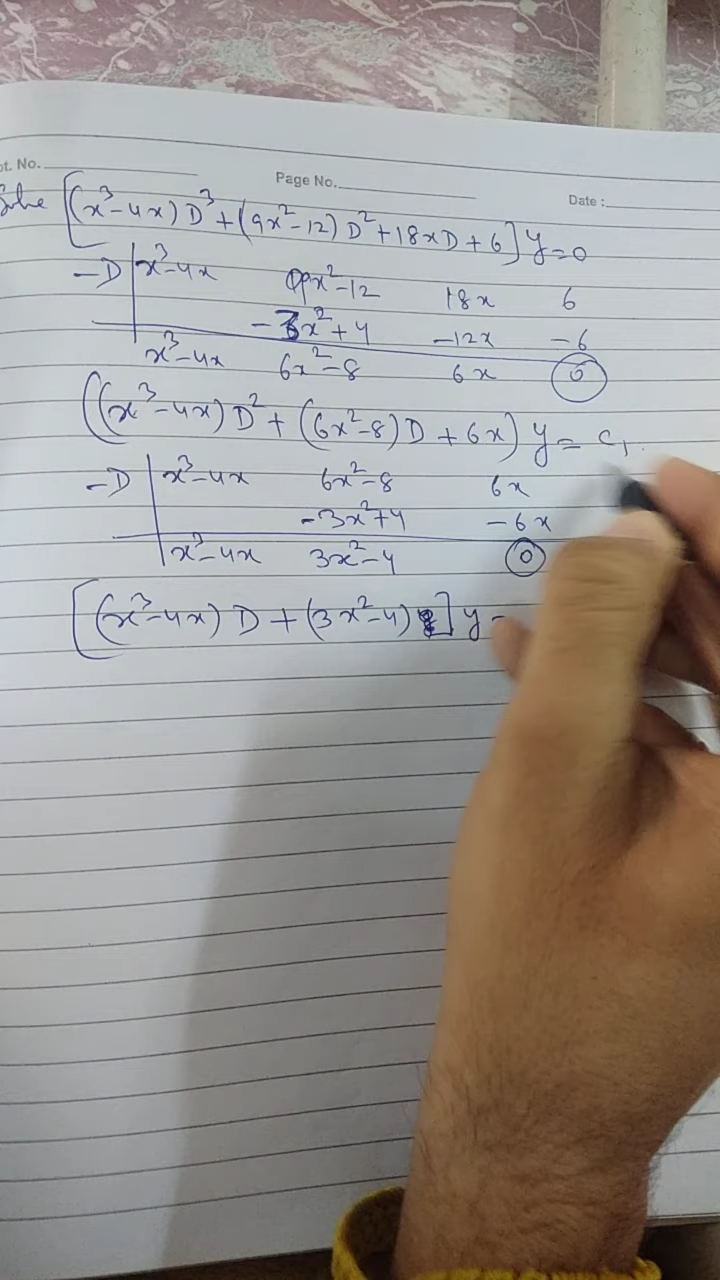 pt. No.
Page No.
Date :
Solve [(x³-4x) D³ + (9x²-12) D² + 18xD + 6] y = 0
-D | x³-4x 9x²-12 18x 6
-3x²+4 -12x -6
x³-4x 6x²-8 6x 0
((x³-4x) D² + (6x²-8) D + 6x) y = c₁
-D | x³-4x 6x²-8 6x
-3x²+4 -6x
x³-4x 3x²-4 0
[(x³-4x) D + (3x²-4) ] y =